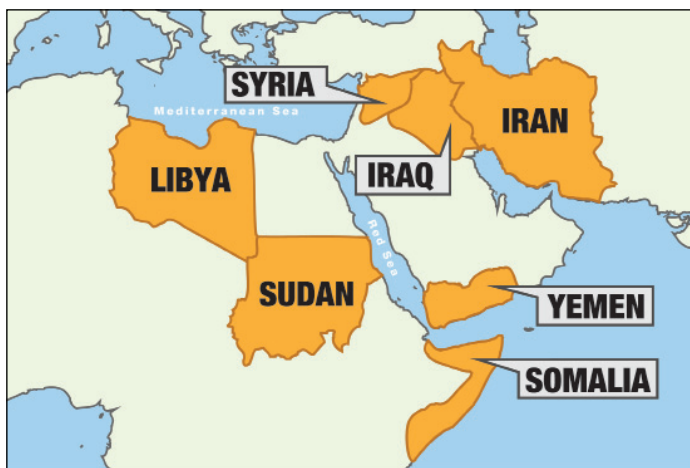 SYRIA
Mediterranean Sea
IRAN
LIBYA
IRAQ
Red Sea
SUDAN
YEMEN
SOMALIA